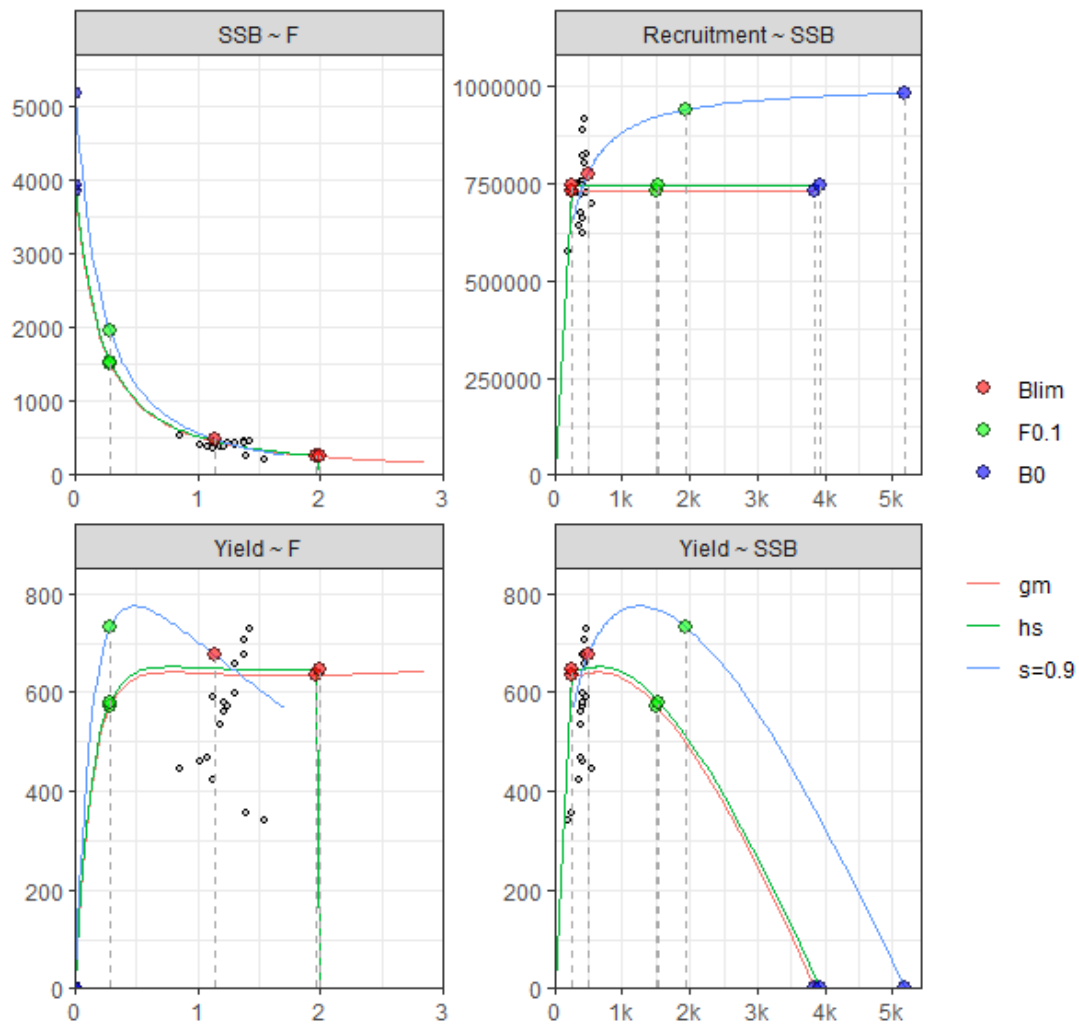 SSB ~ F
Recruitment ~ SSB
5000
4000
3000
2000
1000
0
0 1 2 3
1000000
750000
500000
250000
0
0 1k 2k 3k 4k 5k
Blim
F0.1
B0
Yield ~ F
Yield ~ SSB
800
600
400
200
0
0 1 2 3
800
600
400
200
0
0 1k 2k 3k 4k 5k
gm
hs
s=0.9